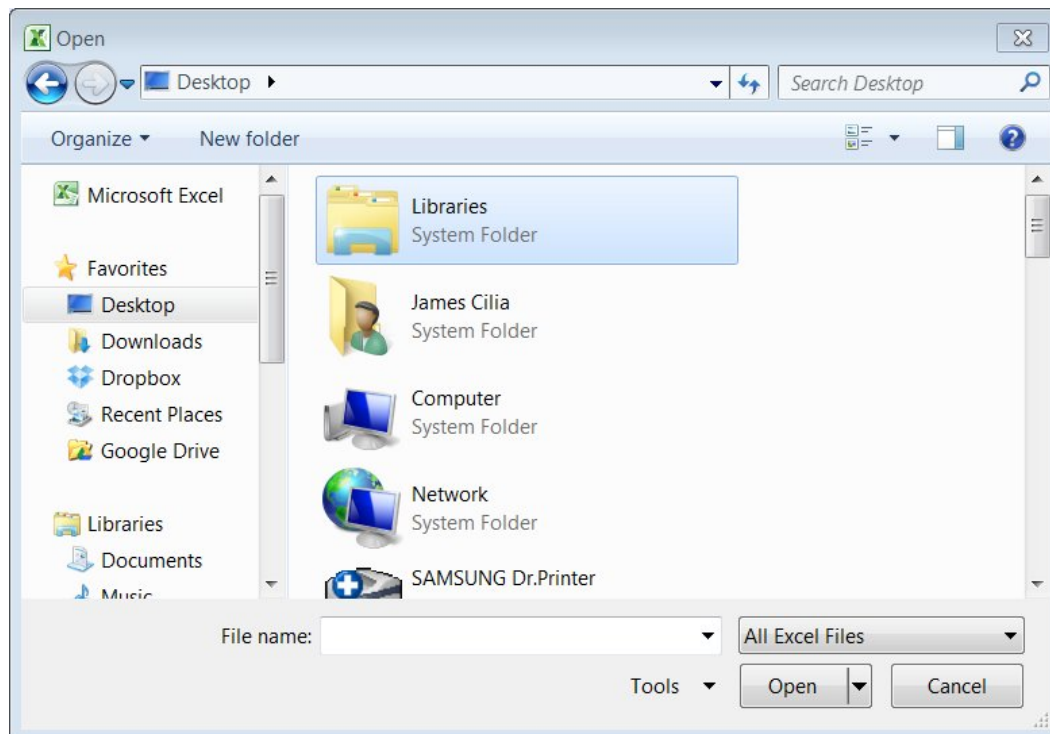 Open
Desktop
Search Desktop
Organize
New folder
Microsoft Excel
Favorites
Desktop
Downloads
Dropbox
Recent Places
Google Drive
Libraries
Documents
Music
Libraries
System Folder
James Cilia
System Folder
Computer
System Folder
Network
System Folder
SAMSUNG Dr.Printer
File name:
All Excel Files
Tools
Open
Cancel